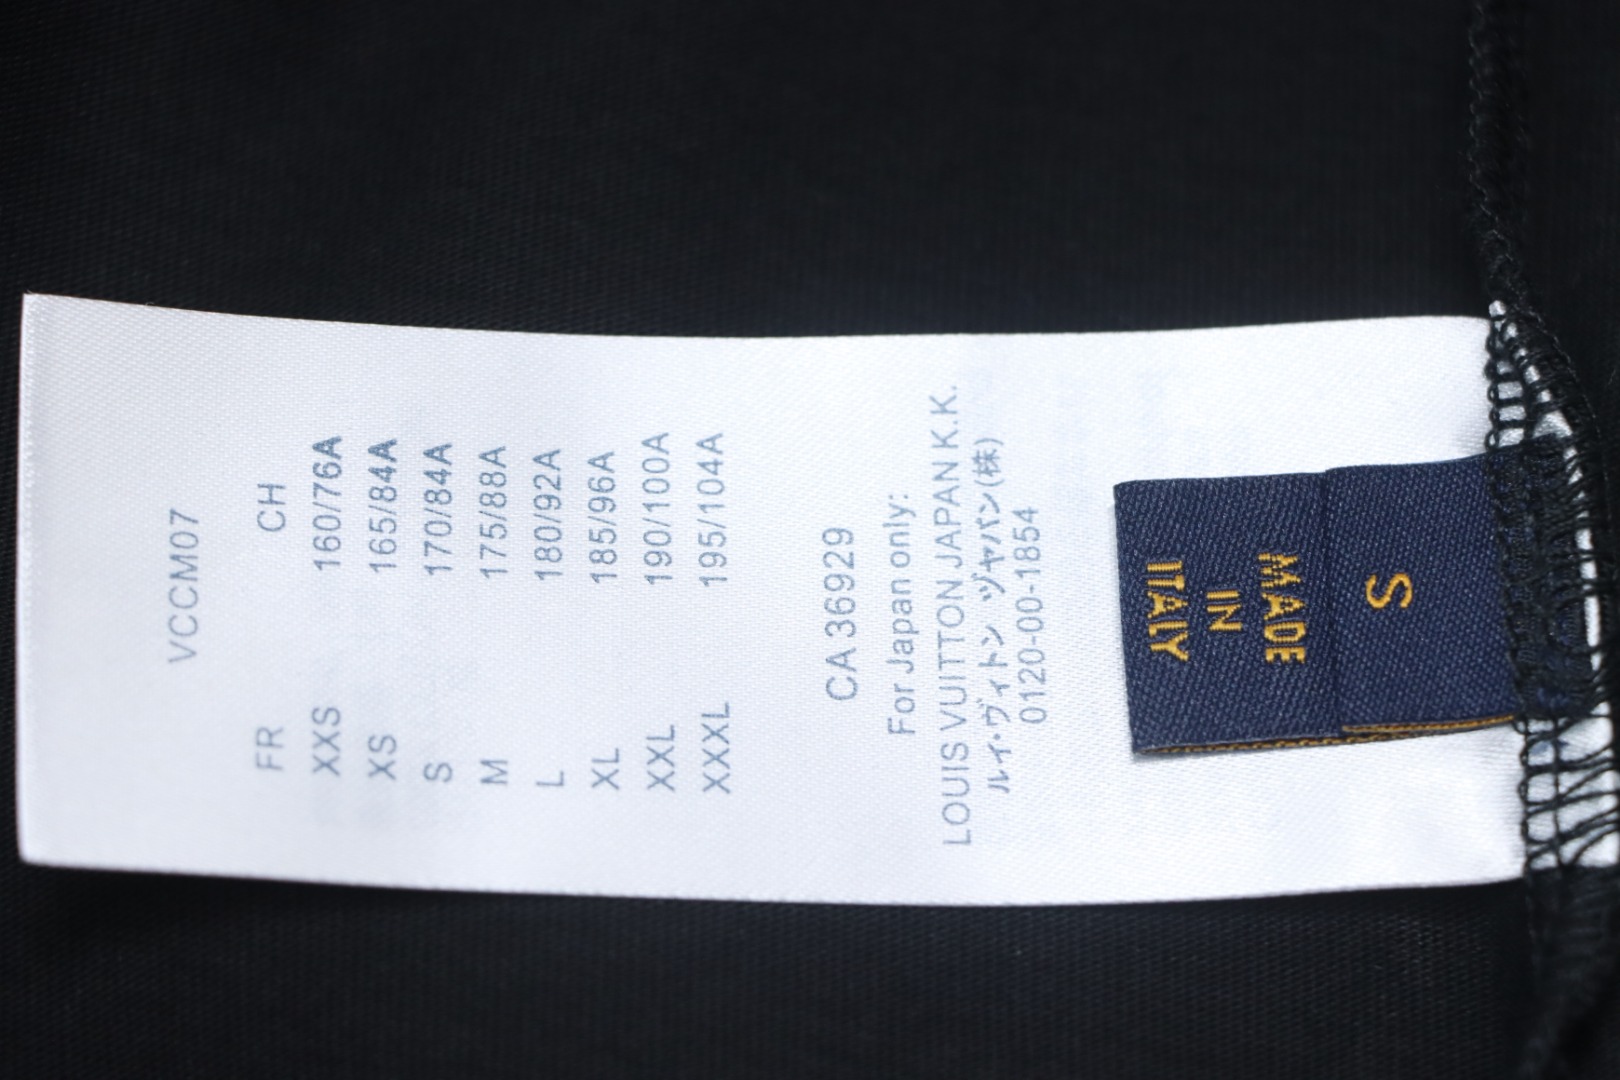 VCCM07
FR CH
XXS 160/76A
XS 165/84A
S 170/84A
M 175/88A
L 180/92A
XL 185/96A
XXL 190/100A
XXXL 195/104A
CA 36929
For Japan only:
LOUIS VUITTON JAPAN K.K.
ルイ・ヴィトン ジャパン(株)
0120-00-1854
S
MADE
IN
ITALY